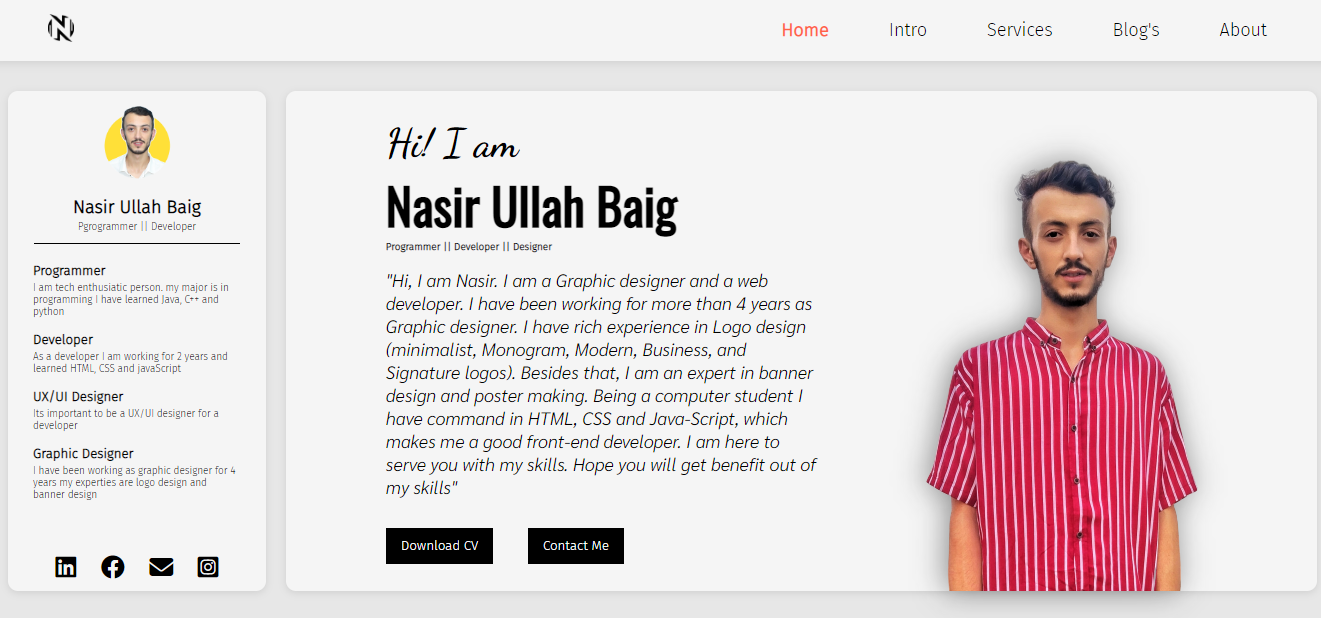 N
Home Intro Services Blog's About
Nasir Ullah Baig
Pgrogrammer || Developer
Programmer
I am tech enthusiatic person. my major is in
programming I have learned Java, C++ and
python
Developer
As a developer I am working for 2 years and
learned HTML, CSS and javaScript
UX/UI Designer
Its important to be a UX/UI designer for a
developer
Graphic Designer
I have been working as graphic designer for 4
years my experties are logo design and
banner design
Hi! I am
Nasir Ullah Baig
Programmer || Developer || Designer
"Hi, I am Nasir. I am a Graphic designer and a web
developer. I have been working for more than 4 years as
Graphic designer. I have rich experience in Logo design
(minimalist, Monogram, Modern, Business, and
Signature logos). Besides that, I am an expert in banner
design and poster making. Being a computer student I
have command in HTML, CSS and Java-Script, which
makes me a good front-end developer. I am here to
serve you with my skills. Hope you will get benefit out of
my skills"
Download CV Contact Me